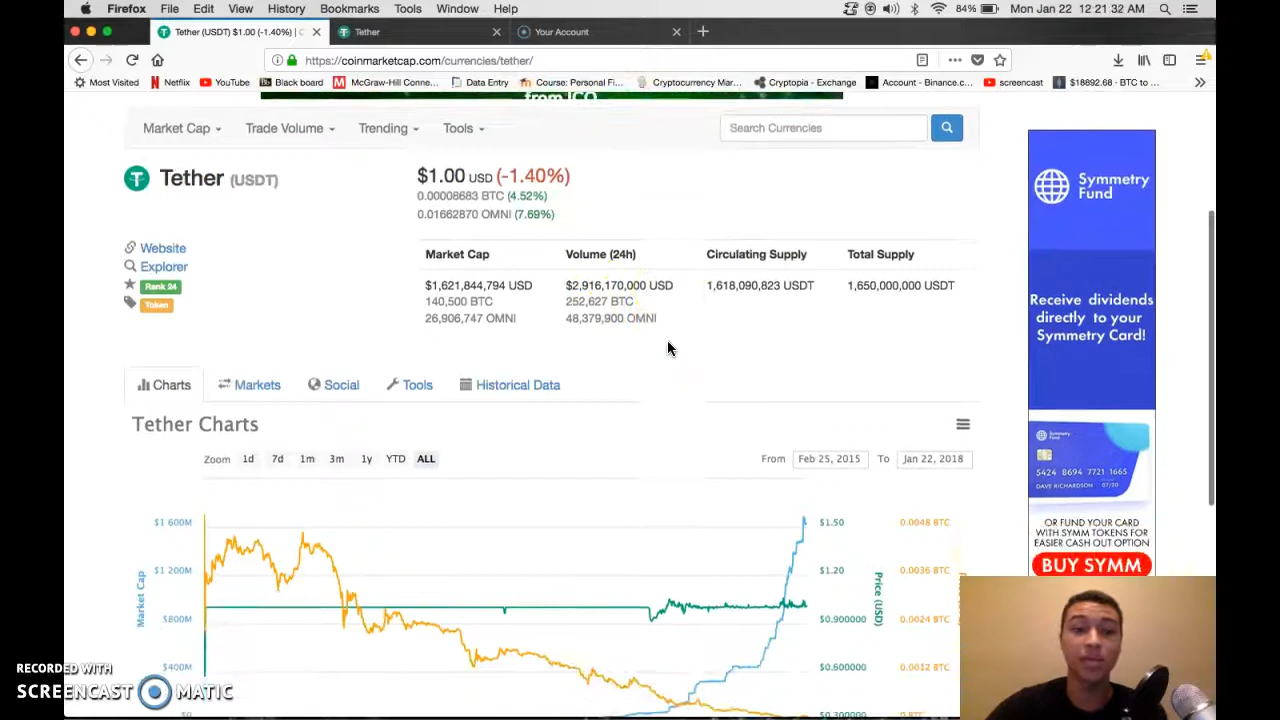 Firefox File Edit View History Bookmarks Tools Window Help 84% Mon Jan 22 12:21:32 AM
Tether (USDT) $1.00 (-1.40%) | C Tether Your Account
https://coinmarketcap.com/currencies/tether/
Most Visited Netflix YouTube Black board McGraw-Hill Conne... Data Entry Course: Personal Fi... Cryptocurrency Mar... Cryptopia - Exchange Account - Binance.c... screencast $18892.68 - BTC to ...
from ICO
Market Cap Trade Volume Trending Tools Search Currencies
Tether (USDT)
$1.00 USD (-1.40%)
0.00008683 BTC (4.52%)
0.01662870 OMNI (7.69%)
Website
Explorer
Rank 24
Token
Market Cap Volume (24h) Circulating Supply Total Supply
$1,621,844,794 USD $2,916,170,000 USD 1,618,090,823 USDT 1,650,000,000 USDT
140,500 BTC 252,627 BTC
26,906,747 OMNI 48,379,900 OMNI
Charts Markets Social Tools Historical Data
Tether Charts
Zoom 1d 7d 1m 3m 1y YTD ALL From Feb 25, 2015 To Jan 22, 2018
$1 600M $1.50 0.0048 BTC
$1 200M $1.20 0.0036 BTC
$800M $0.900000 0.0024 BTC
$400M $0.600000 0.0012 BTC
$0 $0.300000 0 BTC
Market Cap
Price (USD)
Symmetry
Fund
Receive dividends
directly to your
Symmetry Card!
Symmetry
Fund
5424 8694 7721 1665
07/20
DAVE RICHARDSON
OR FUND YOUR CARD
WITH SYMM TOKENS FOR
EASIER CASH OUT OPTION
BUY SYMM
RECORDED WITH
SCREENCAST MATIC